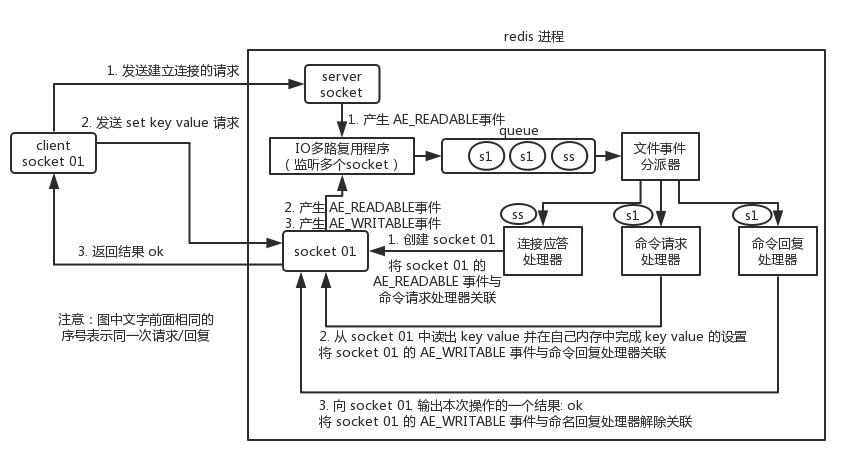 redis 进程
1. 发送建立连接的请求
server
socket
1. 产生 AE_READABLE事件
2. 发送 set key value 请求
queue
client
socket 01
IO多路复用程序
（监听多个socket）
s1
s1
ss
文件事件
分派器
2. 产生 AE_READABLE事件
3. 产生 AE_WRITABLE事件
ss
s1
s1
3. 返回结果 ok
socket 01
1. 创建 socket 01
将 socket 01 的
AE_READABLE 事件与
命令请求处理器关联
连接应答
处理器
命令请求
处理器
命令回复
处理器
注意：图中文字前面相同的
序号表示同一次请求/回复
2. 从 socket 01 中读出 key value 并在自己内存中完成 key value 的设置
将 socket 01 的 AE_WRITABLE 事件与命令回复处理器关联
3. 向 socket 01 输出本次操作的一个结果: ok
将 socket 01 的 AE_WRITABLE 事件与命名回复处理器解除关联